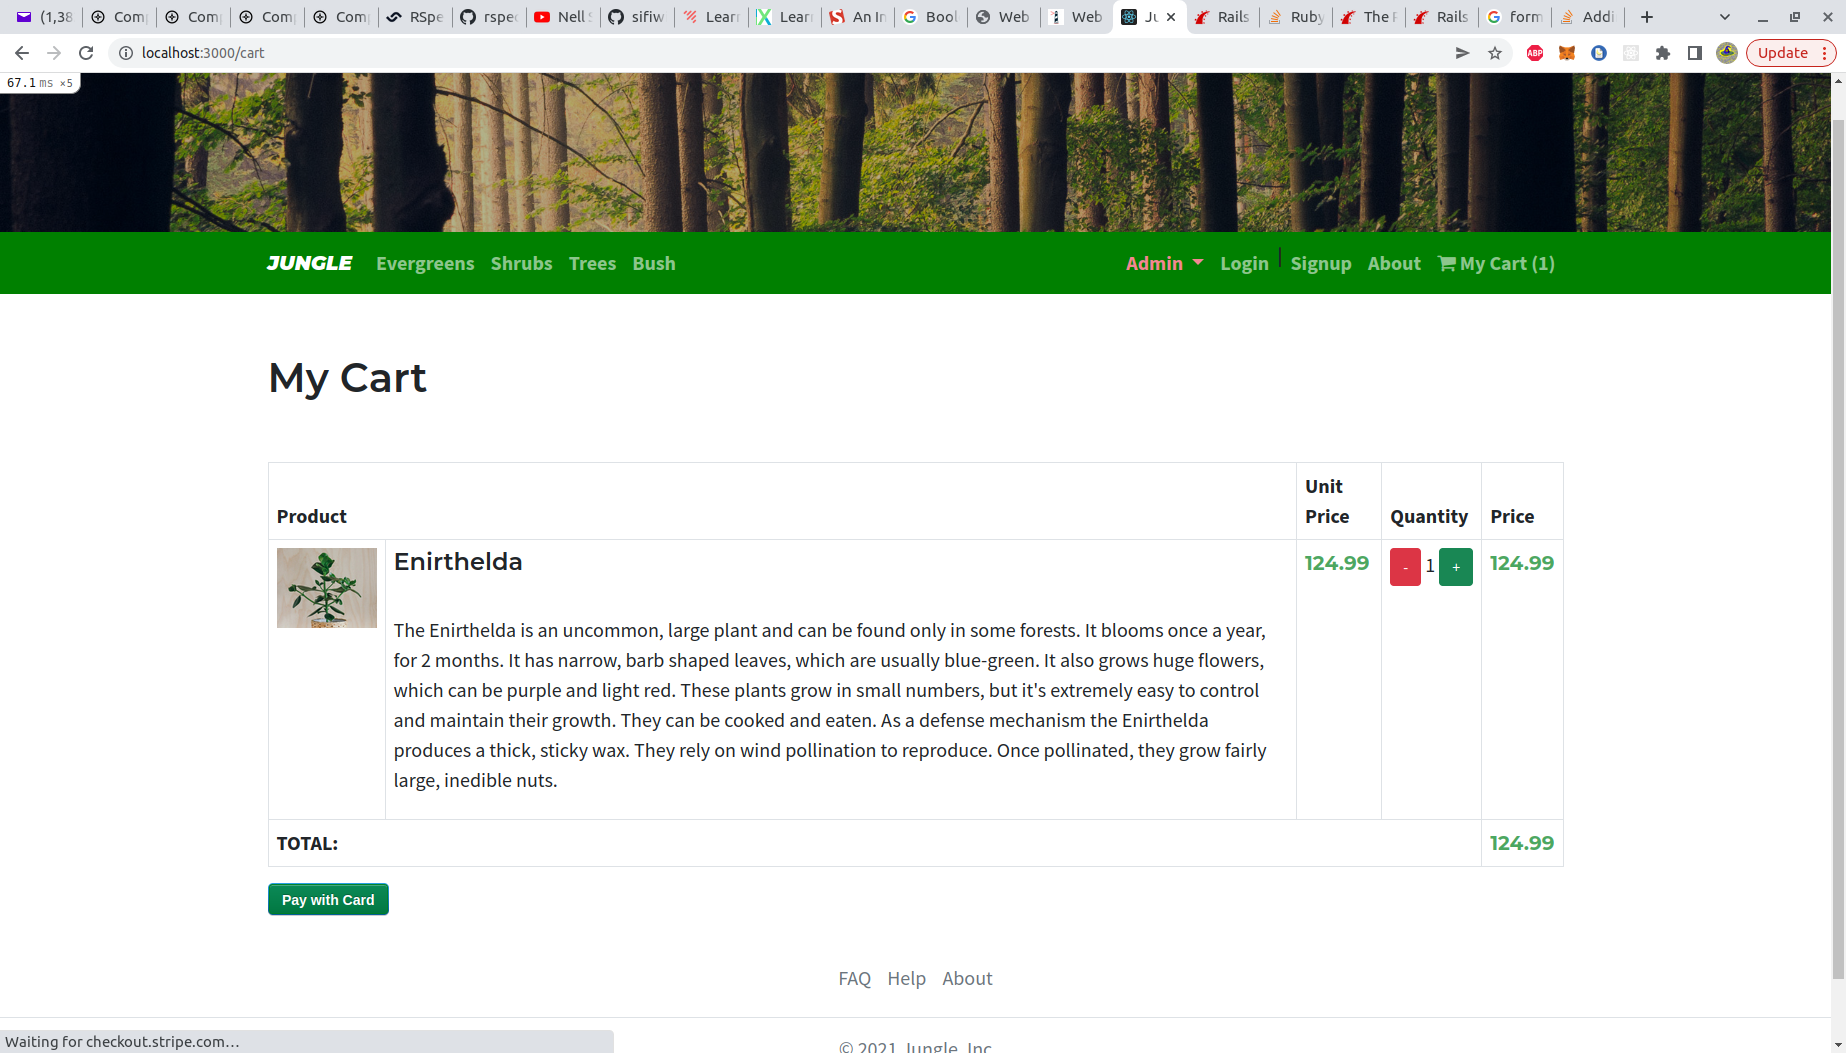 (1,38 Com Com Com Com RSpe rspec Nell S sifiw Lear Lear An In Bool Web Web Ju Rails Ruby The R Rails form Addi
localhost:3000/cart
ABP
Update
67.1 ms ×5
JUNGLE Evergreens Shrubs Trees Bush Admin Login Signup About My Cart (1)
My Cart
Product Unit Price Quantity Price
Enirthelda 124.99 - 1 + 124.99
The Enirthelda is an uncommon, large plant and can be found only in some forests. It blooms once a year,
for 2 months. It has narrow, barb shaped leaves, which are usually blue-green. It also grows huge flowers,
which can be purple and light red. These plants grow in small numbers, but it's extremely easy to control
and maintain their growth. They can be cooked and eaten. As a defense mechanism the Enirthelda
produces a thick, sticky wax. They rely on wind pollination to reproduce. Once pollinated, they grow fairly
large, inedible nuts.
TOTAL: 124.99
Pay with Card
FAQ Help About
Waiting for checkout.stripe.com…
© 2021 Jungle, Inc